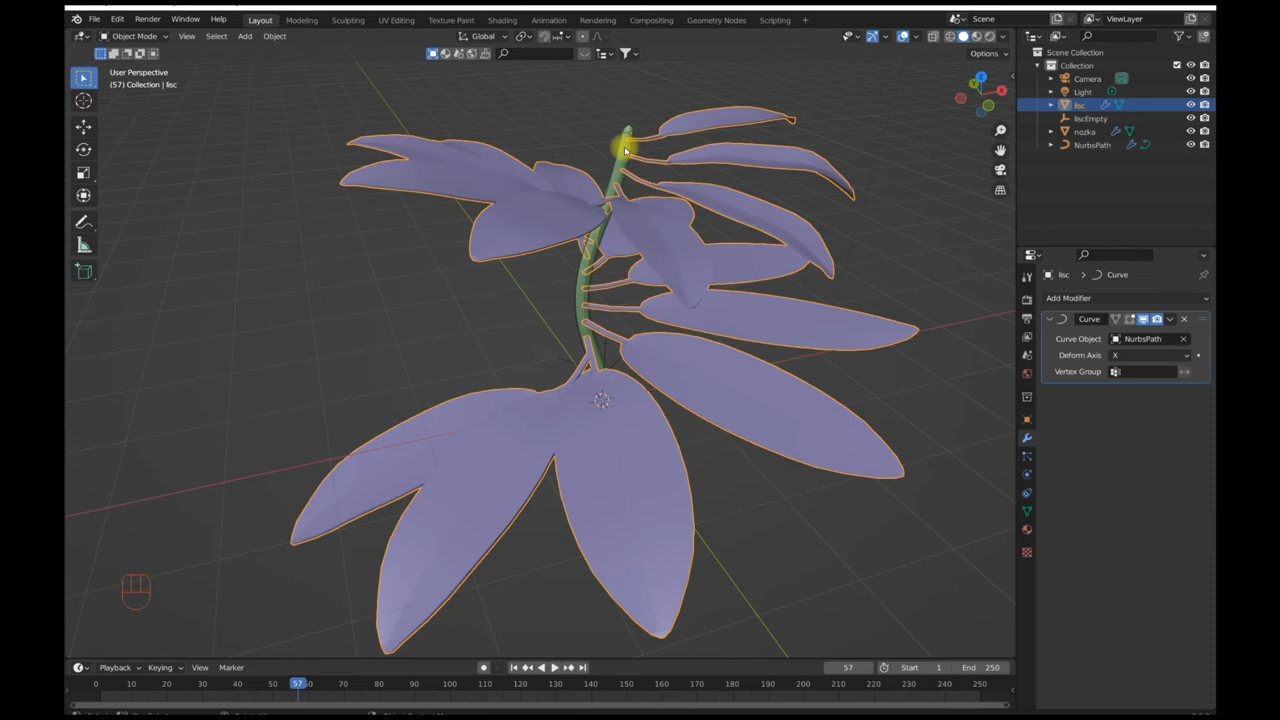 File Edit Render Window Help Layout Modeling Sculpting UV Editing Texture Paint Shading Animation Rendering Compositing Geometry Nodes Scripting + Scene ViewLayer
Object Mode View Select Add Object Global
Options
User Perspective
(57) Collection | lisc
Z
Y
X
Scene Collection
Collection
Camera
Light
lisc
liscEmpty
nozka
NurbsPath
lisc > Curve
Add Modifier
Curve
Curve Object NurbsPath
Deform Axis X
Vertex Group
Playback Keying View Marker 57 Start 1 End 250
0 10 20 30 40 50 57 60 70 80 90 100 110 120 130 140 150 160 170 180 190 200 210 220 230 240 250